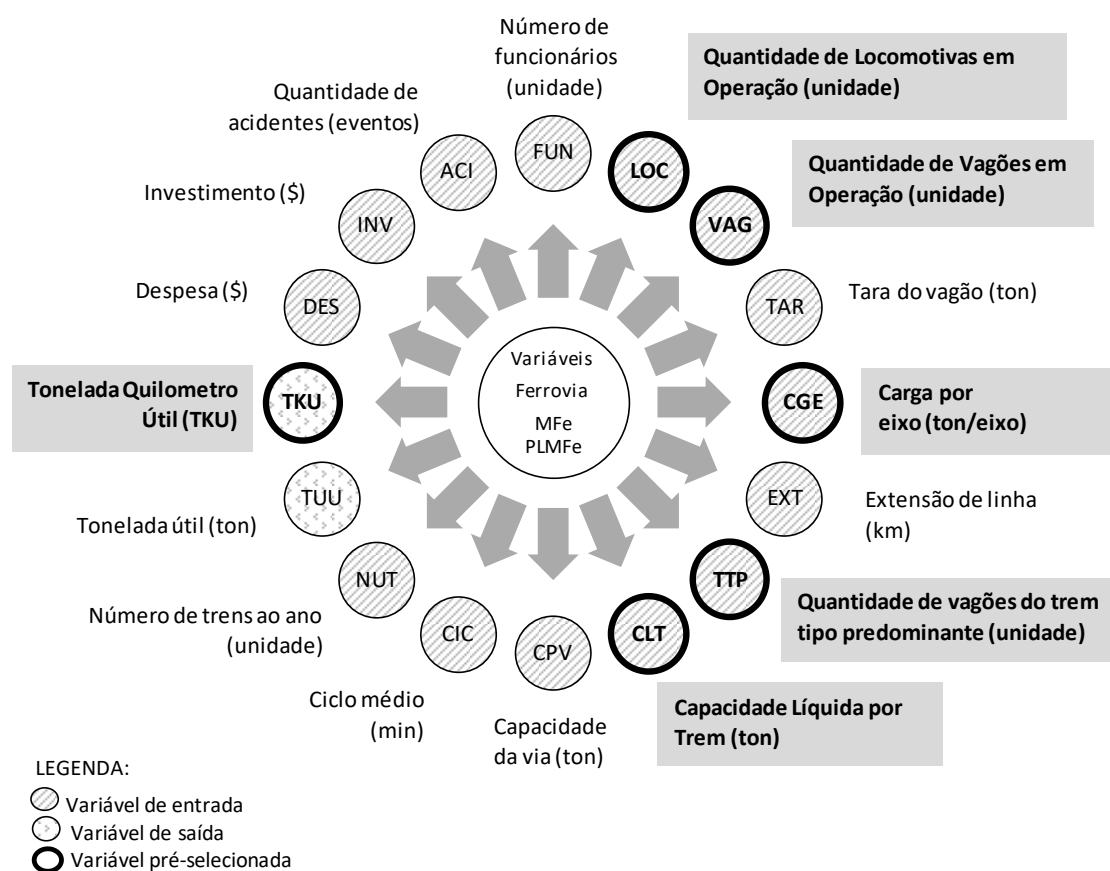 Número de
funcionários
(unidade)
Quantidade de Locomotivas em
Operação (unidade)
Quantidade de
acidentes (eventos)
FUN
ACI
LOC
Quantidade de Vagões em
Operação (unidade)
Investimento ($)
INV
VAG
Despesa ($)
DES
TAR
Tara do vagão (ton)
Variáveis
Ferrovia
MFe
PLMFe
Tonelada Quilometro
Útil (TKU)
TKU
CGE
Carga por
eixo (ton/eixo)
Tonelada útil (ton)
TUU
EXT
Extensão de linha
(km)
Número de trens ao ano
(unidade)
NUT
TTP
Quantidade de vagões do trem
tipo predominante (unidade)
CIC
CPV
CLT
Ciclo médio
(min)
Capacidade
da via (ton)
Capacidade Líquida por
Trem (ton)
LEGENDA:
Variável de entrada
Variável de saída
Variável pré-selecionada